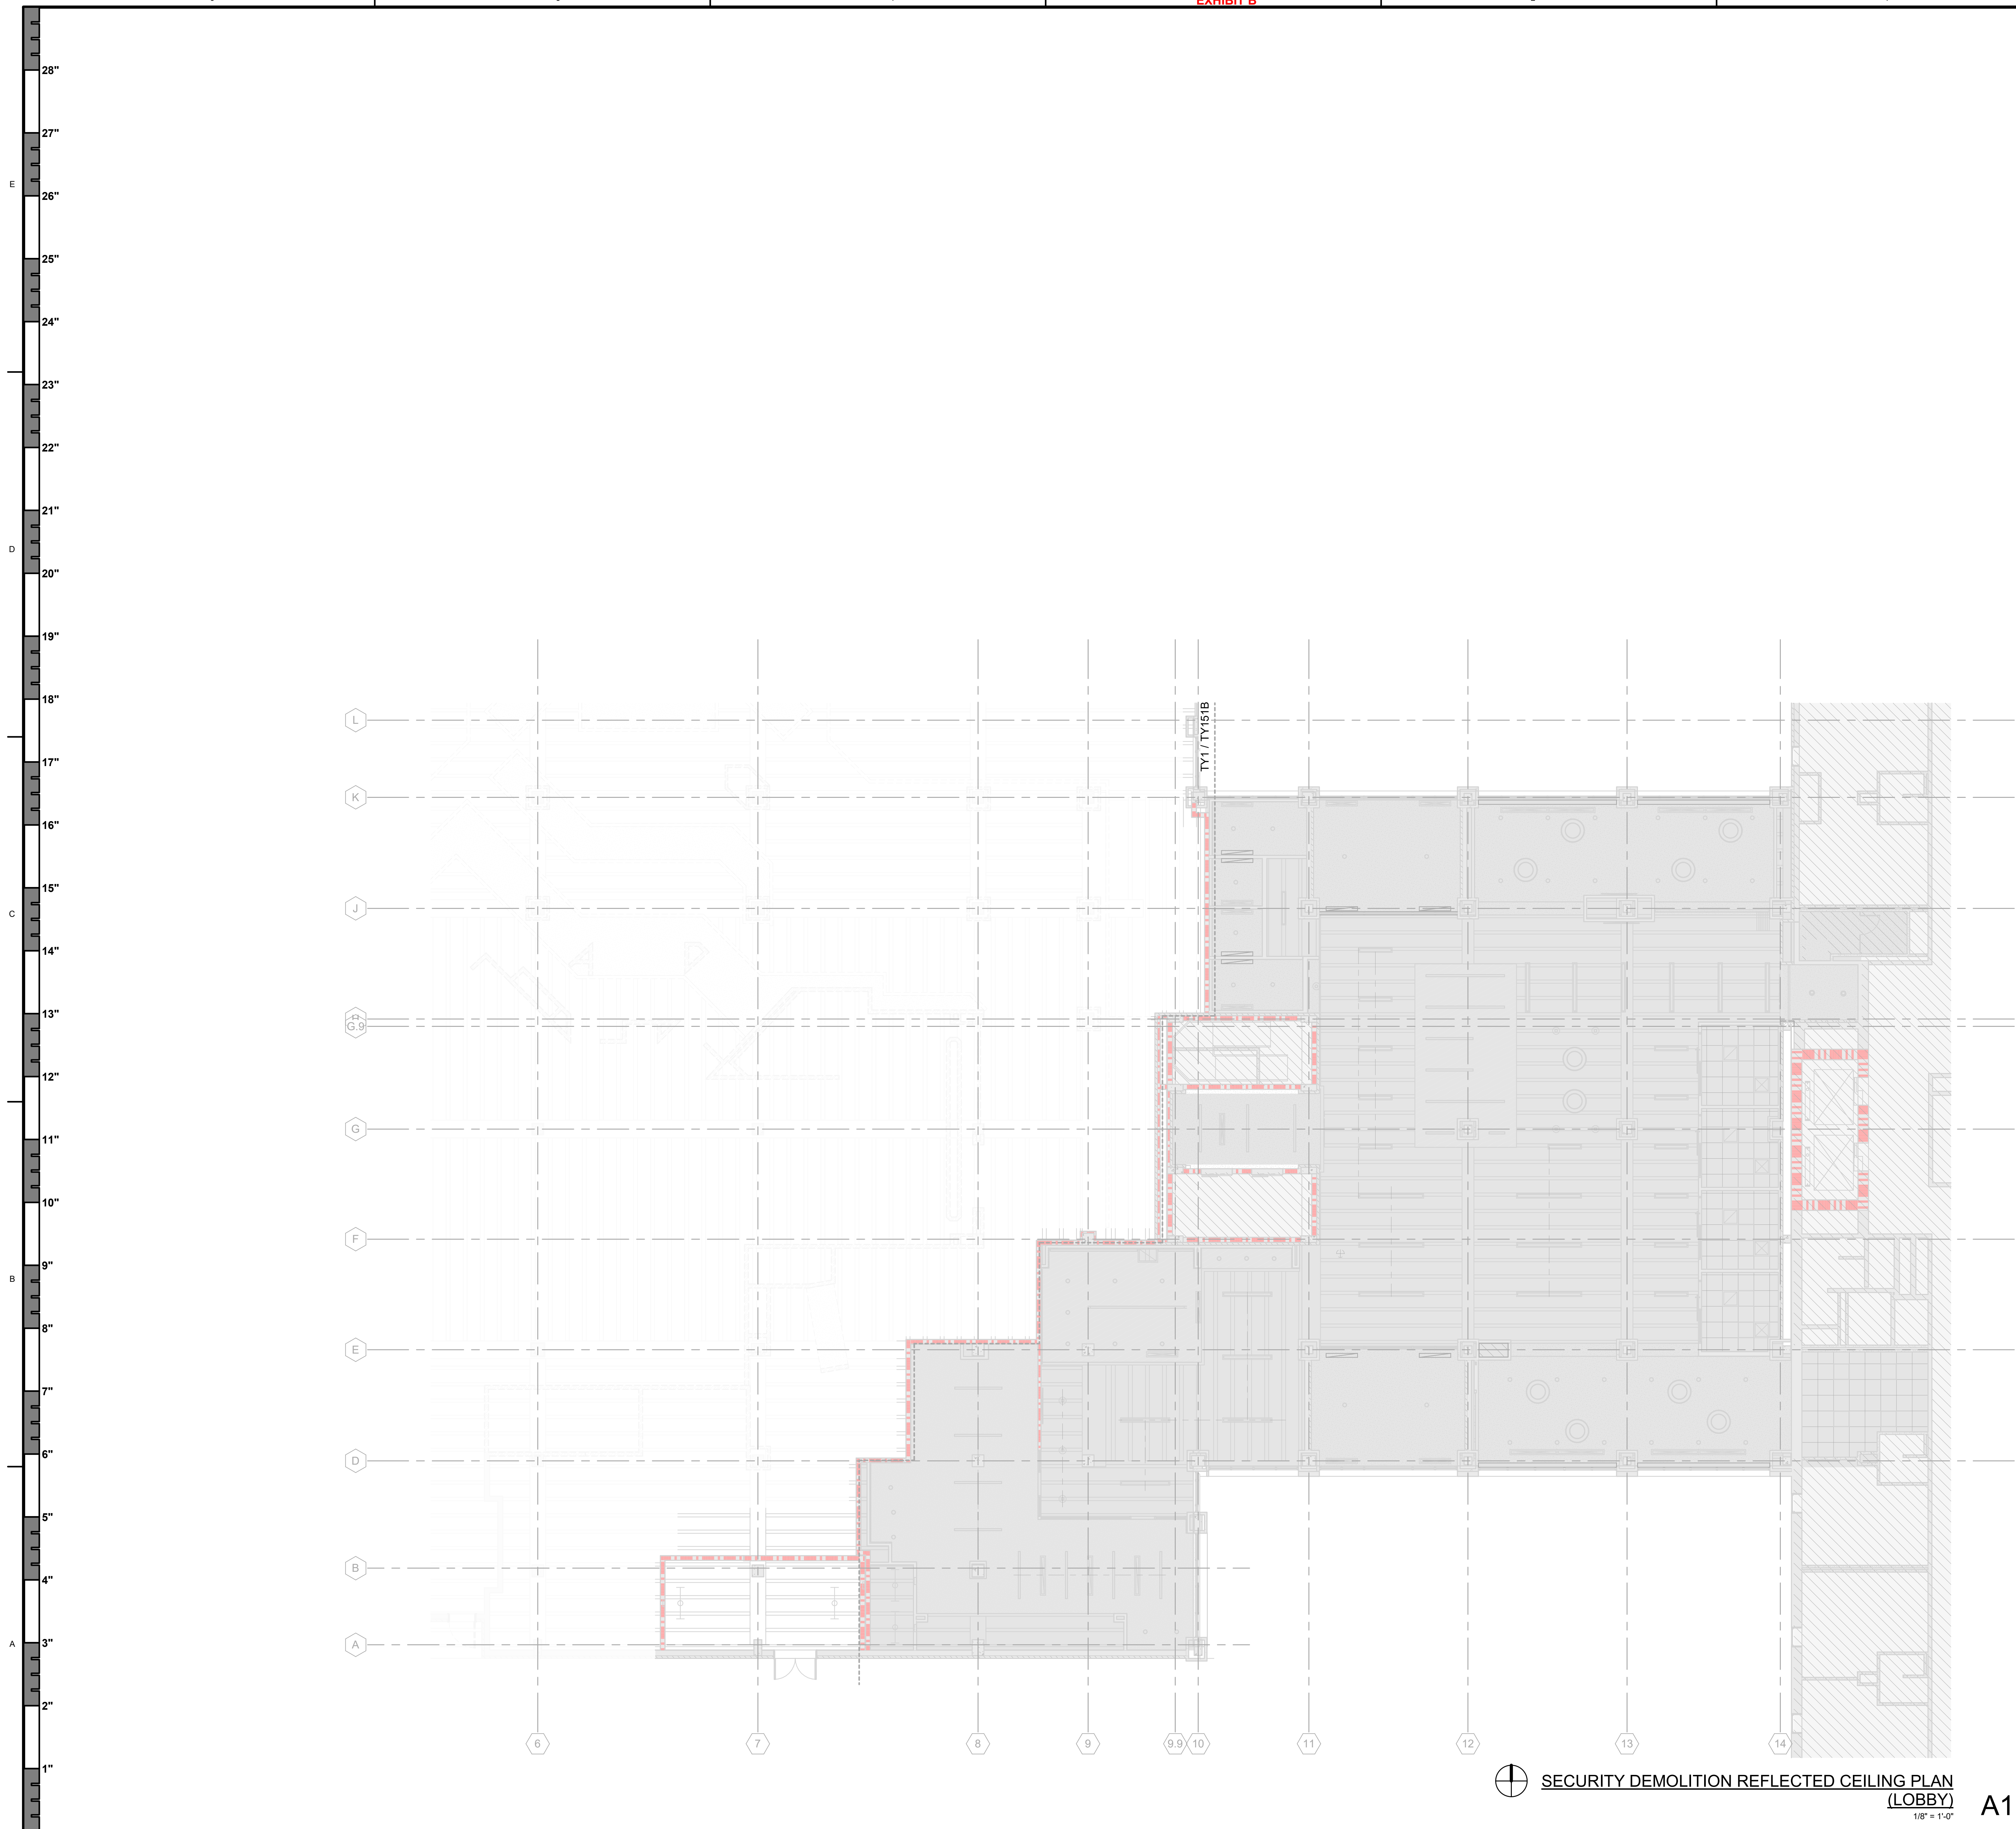 EXHIBIT B
28"
27"
E
26"
25"
24"
23"
22"
21"
D
20"
19"
18"
L
TY1 / TY151B
17"
K
16"
15"
C
J
14"
13"
H
G.9
12"
G
11"
10"
F
9"
B
8"
E
7"
6"
D
5"
B
4"
A
3"
A
2"
6
7
8
9
9.9
10
11
12
13
14
1"
SECURITY DEMOLITION REFLECTED CEILING PLAN
(LOBBY)
1/8" = 1'-0"
A1